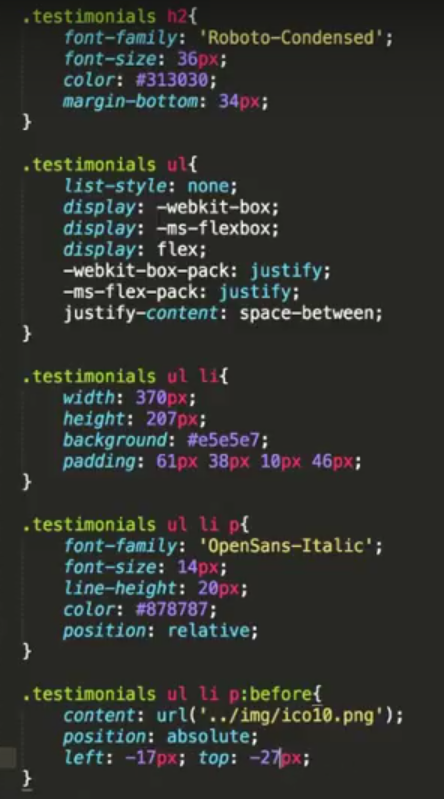 .testimonials h2{
font-family: 'Roboto-Condensed';
font-size: 36px;
color: #313030;
margin-bottom: 34px;
}
.testimonials ul{
list-style: none;
display: -webkit-box;
display: -ms-flexbox;
display: flex;
-webkit-box-pack: justify;
-ms-flex-pack: justify;
justify-content: space-between;
}
.testimonials ul li{
width: 370px;
height: 207px;
background: #e5e5e7;
padding: 61px 38px 10px 46px;
}
.testimonials ul li p{
font-family: 'OpenSans-Italic';
font-size: 14px;
line-height: 20px;
color: #878787;
position: relative;
}
.testimonials ul li p:before{
content: url('../img/ico10.png');
position: absolute;
left: -17px; top: -27px;
}